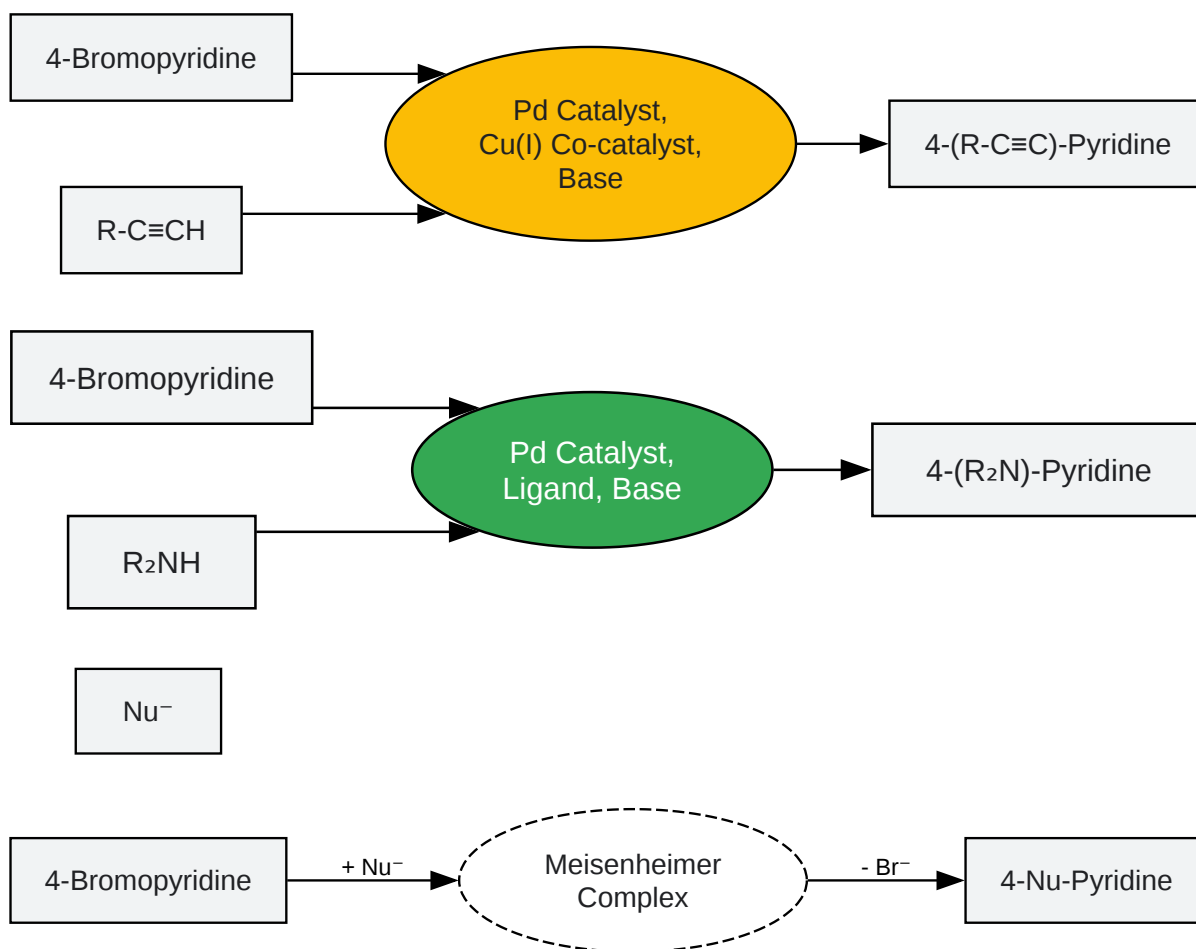 4-Bromopyridine
R-C≡CH
Pd Catalyst,
Cu(I) Co-catalyst,
Base
4-(R-C≡C)-Pyridine
4-Bromopyridine
R₂NH
Pd Catalyst,
Ligand, Base
4-(R₂N)-Pyridine
Nu⁻
4-Bromopyridine
+ Nu⁻
Meisenheimer
Complex
- Br⁻
4-Nu-Pyridine